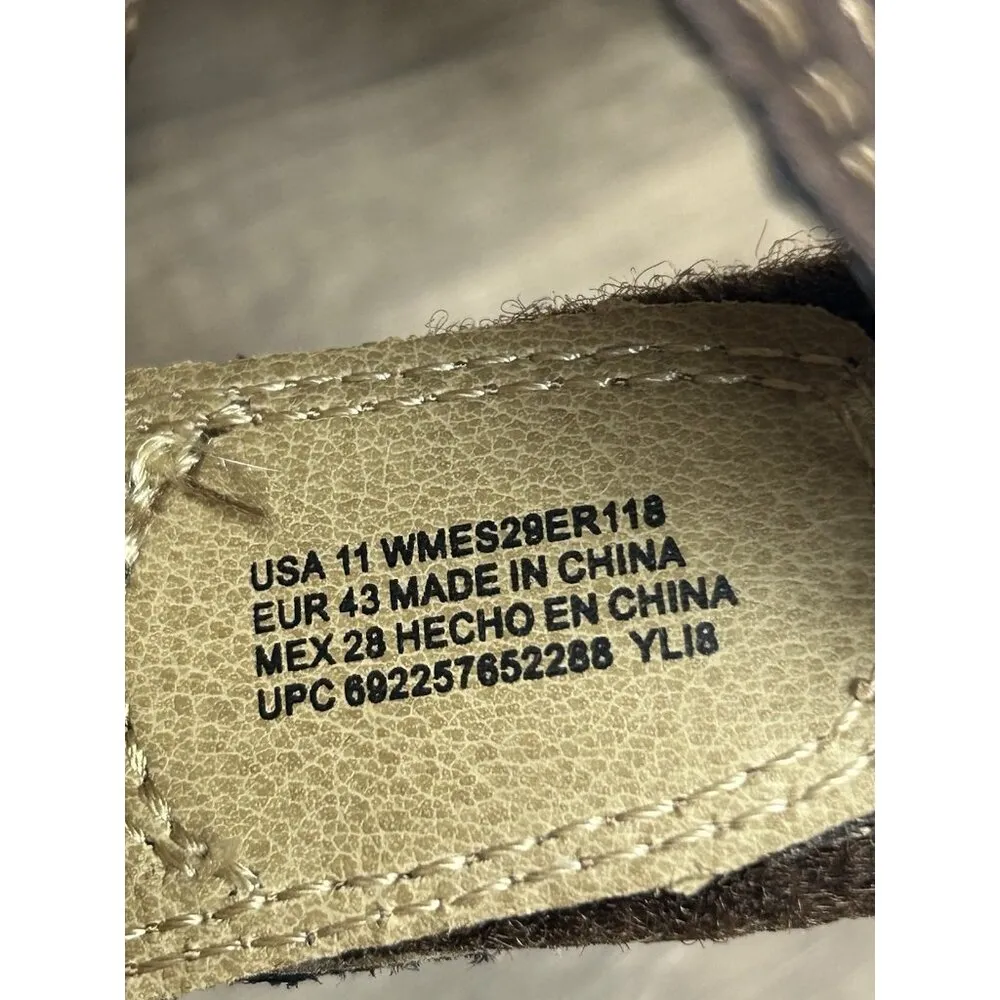 USA 11 WMES29ER118
EUR 43 MADE IN CHINA
MEX 28 HECHO EN CHINA
UPC 692257652288 YLI8